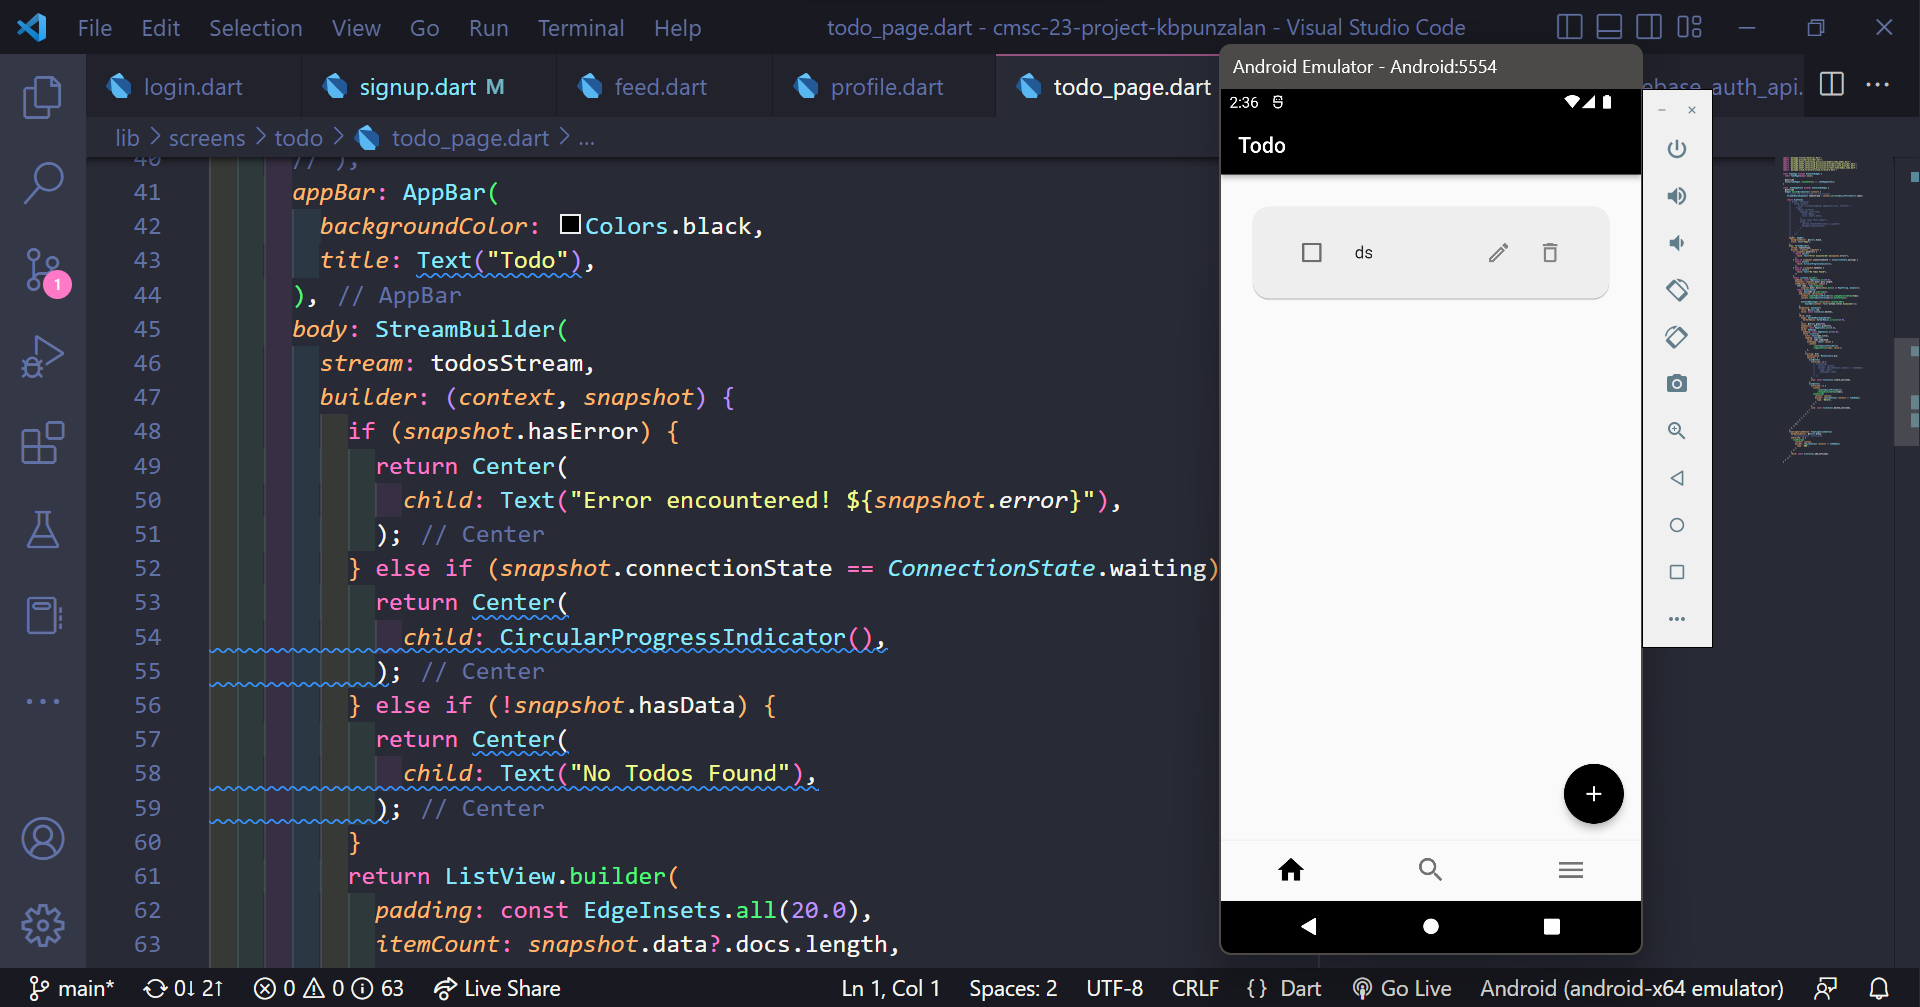 File Edit Selection View Go Run Terminal Help
todo_page.dart - cmsc-23-project-kbpunzalan - Visual Studio Code
login.dart signup.dart M feed.dart profile.dart todo_page.dart ebase_auth_api.
lib > screens > todo > todo_page.dart > ...
40 // ),
41 appBar: AppBar(
42 backgroundColor: Colors.black,
43 title: Text("Todo"),
44 ), // AppBar
45 body: StreamBuilder(
46 stream: todosStream,
47 builder: (context, snapshot) {
48 if (snapshot.hasError) {
49 return Center(
50 child: Text("Error encountered! ${snapshot.error}"),
51 ); // Center
52 } else if (snapshot.connectionState == ConnectionState.waiting)
53 return Center(
54 child: CircularProgressIndicator(),
55 ); // Center
56 } else if (!snapshot.hasData) {
57 return Center(
58 child: Text("No Todos Found"),
59 ); // Center
60 }
61 return ListView.builder(
62 padding: const EdgeInsets.all(20.0),
63 itemCount: snapshot.data?.docs.length,
1
Android Emulator - Android:5554
2:36
Todo
ds
main* 0↓ 2↑ 0 0 63 Live Share
Ln 1, Col 1 Spaces: 2 UTF-8 CRLF {} Dart Go Live Android (android-x64 emulator)